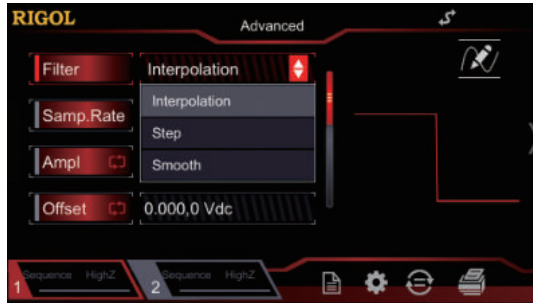 RIGOL
Advanced
Filter Interpolation
Interpolation
Samp.Rate
Step
Ampl
Smooth
Offset 0.000,0 Vdc
1 Sequence HighZ
2 Sequence HighZ